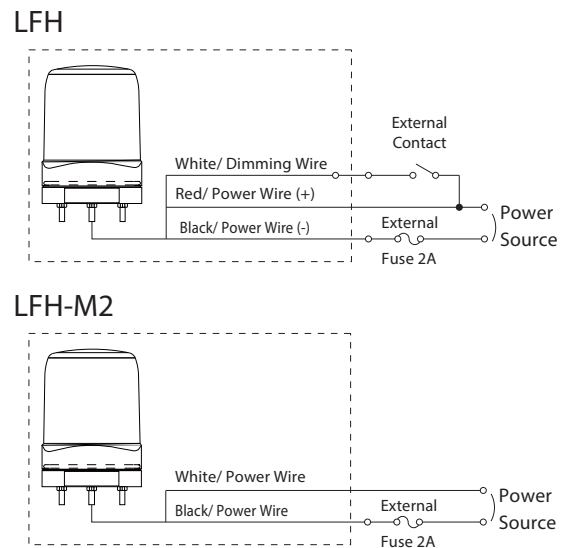 LFH
External
Contact
White/ Dimming Wire
Red/ Power Wire (+)
Black/ Power Wire (-)
External
Fuse 2A
Power
Source
LFH-M2
White/ Power Wire
Black/ Power Wire
External
Fuse 2A
Power
Source